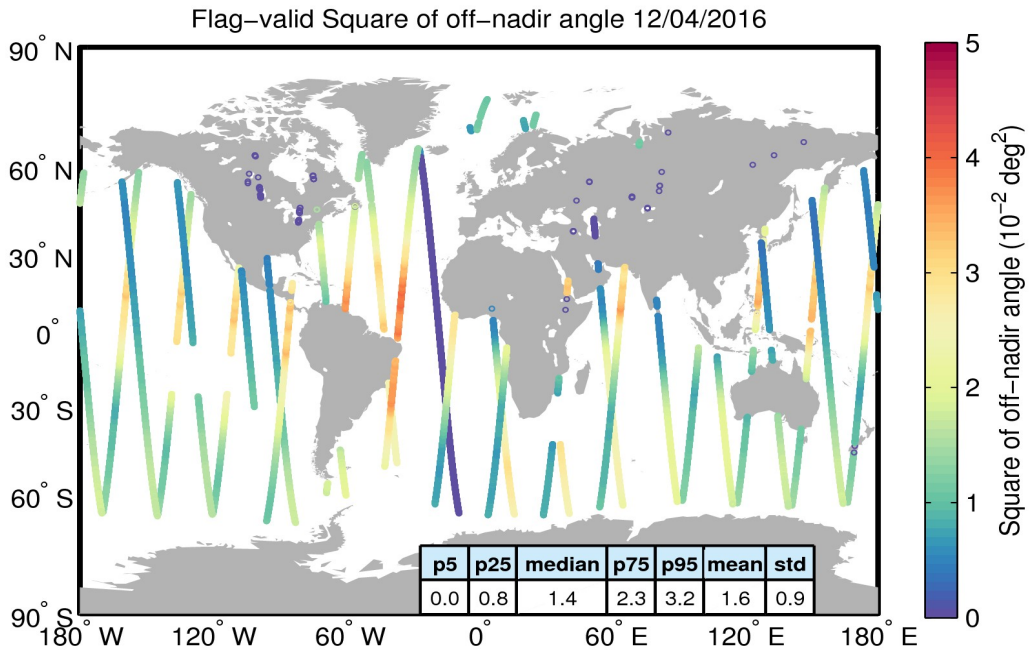 Flag−valid Square of off−nadir angle 12/04/2016
90° N
60° N
30° N
0°
30° S
60° S
90° S
180° W
120° W
60° W
0°
60° E
120° E
180° E
p5 p25 median p75 p95 mean std
0.0 0.8 1.4 2.3 3.2 1.6 0.9
5
4
3
2
1
0
Square of off−nadir angle (10⁻² deg²)